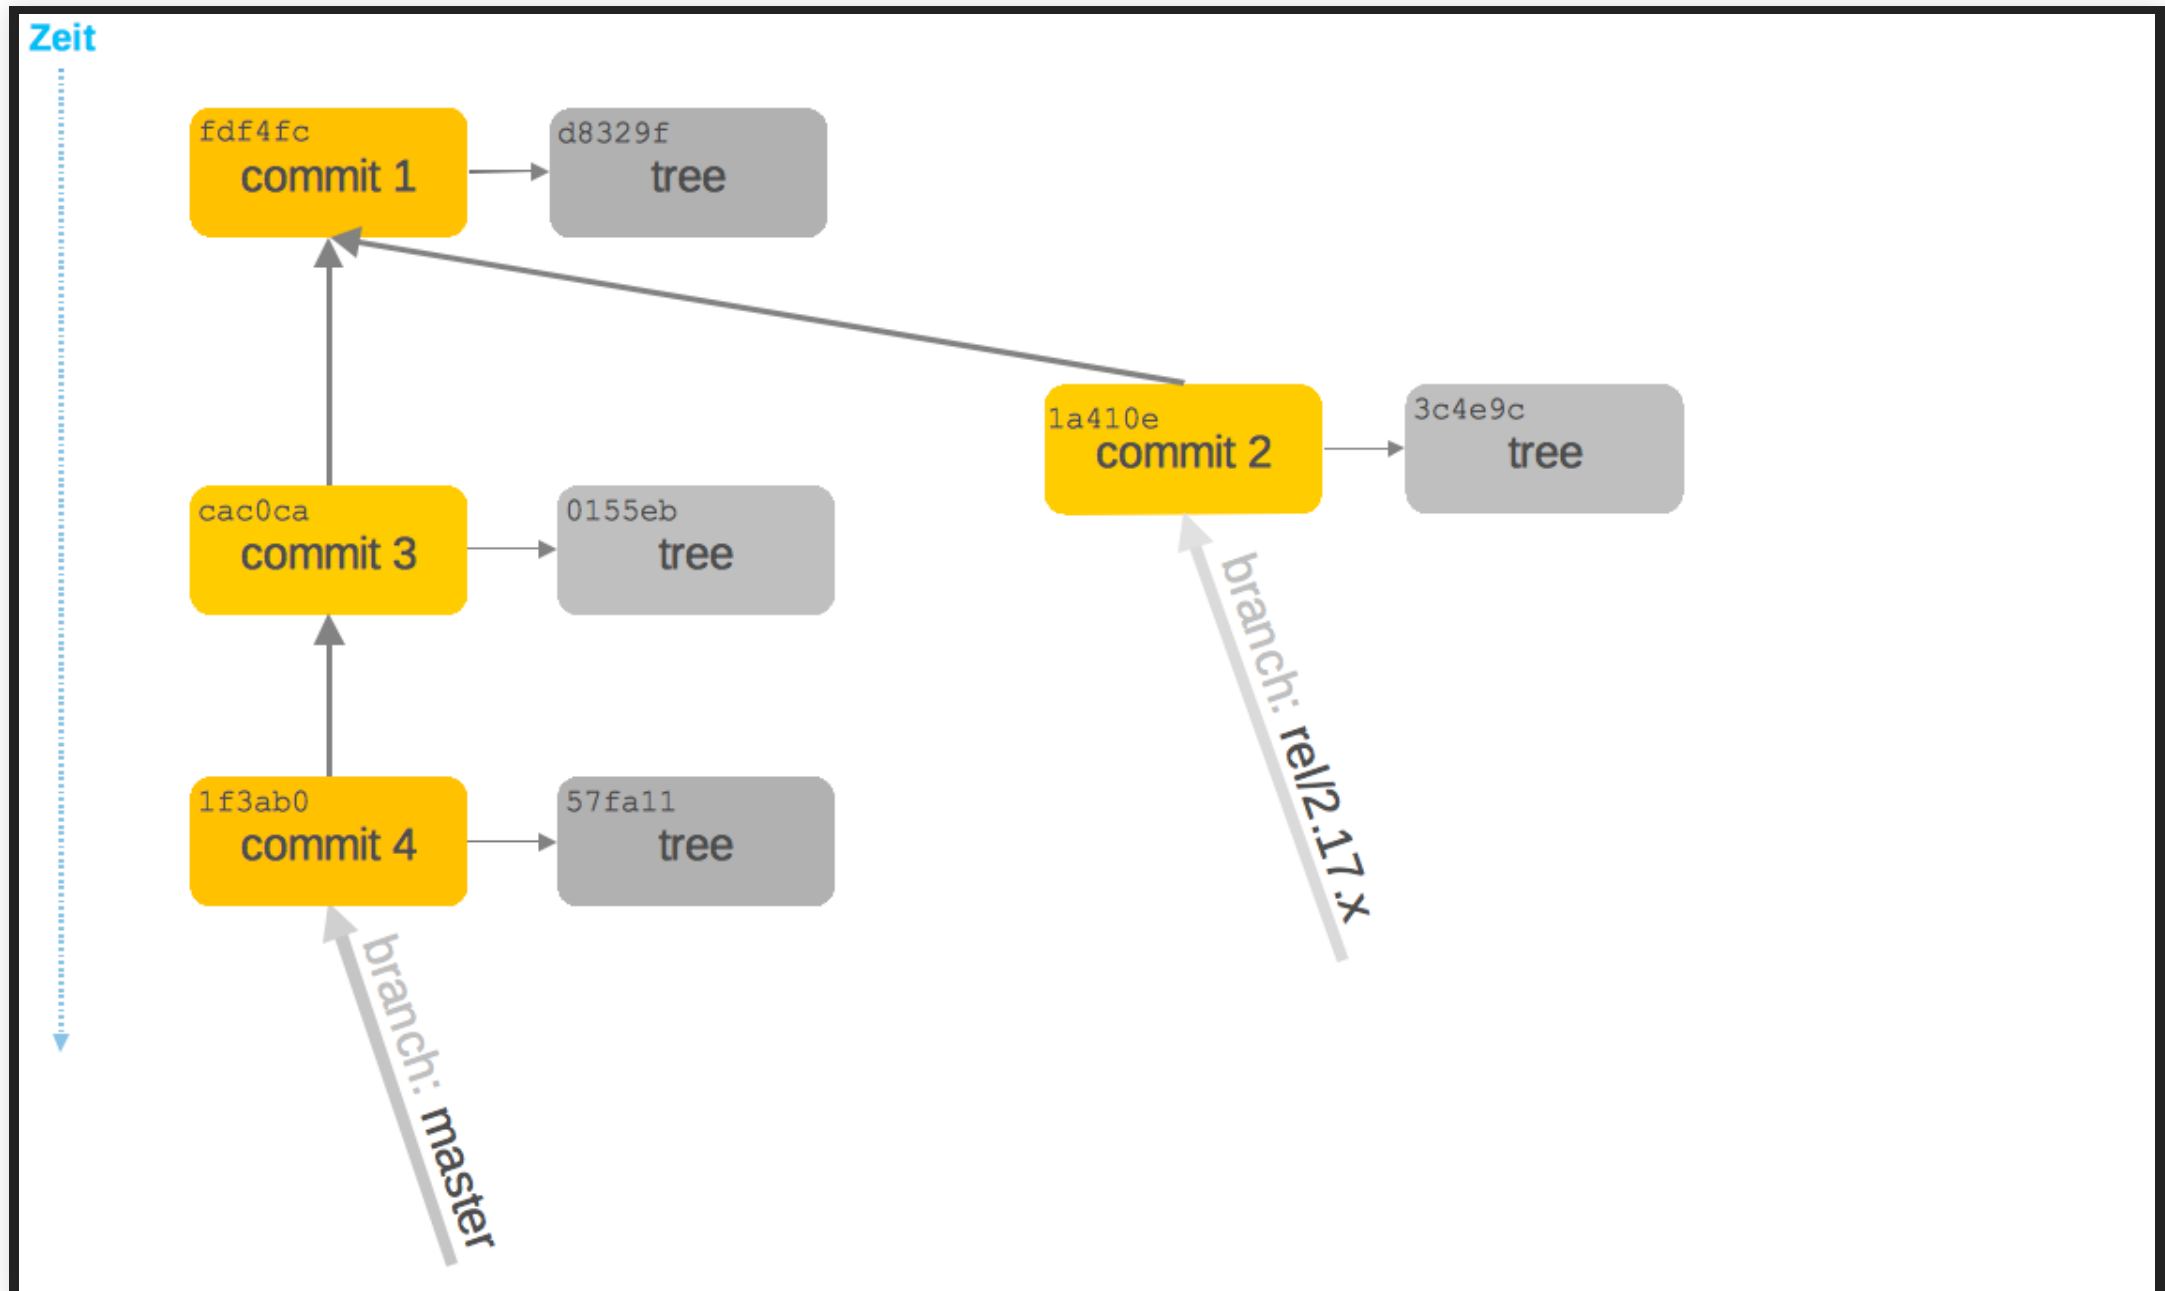 Zeit
fdf4fc
commit 1
d8329f
tree
1a410e
commit 2
3c4e9c
tree
cac0ca
commit 3
0155eb
tree
branch: rel/2.17.x
1f3ab0
commit 4
57fa11
tree
branch: master